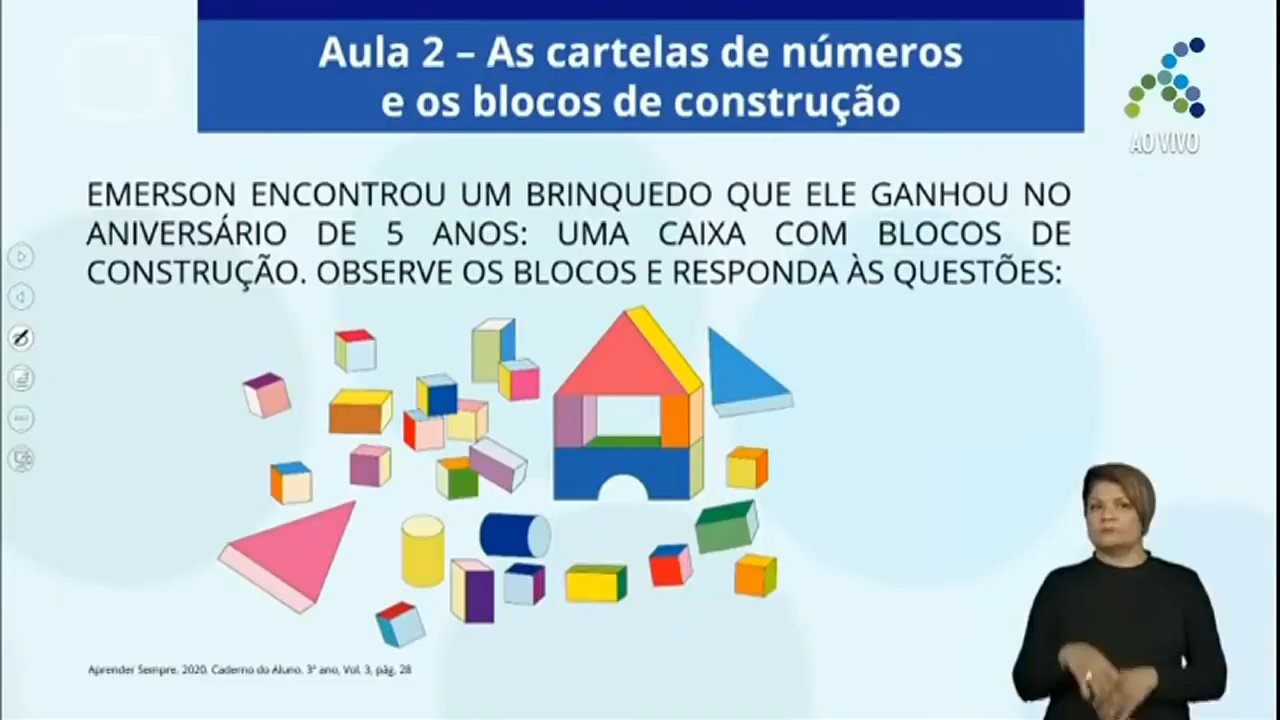 Aula 2 – As cartelas de números
e os blocos de construção
AO VIVO
EMERSON ENCONTROU UM BRINQUEDO QUE ELE GANHOU NO
ANIVERSÁRIO DE 5 ANOS: UMA CAIXA COM BLOCOS DE
CONSTRUÇÃO. OBSERVE OS BLOCOS E RESPONDA ÀS QUESTÕES:
Aprender Sempre, 2020. Caderno do Aluno. 3º ano, Vol. 3, pág. 28